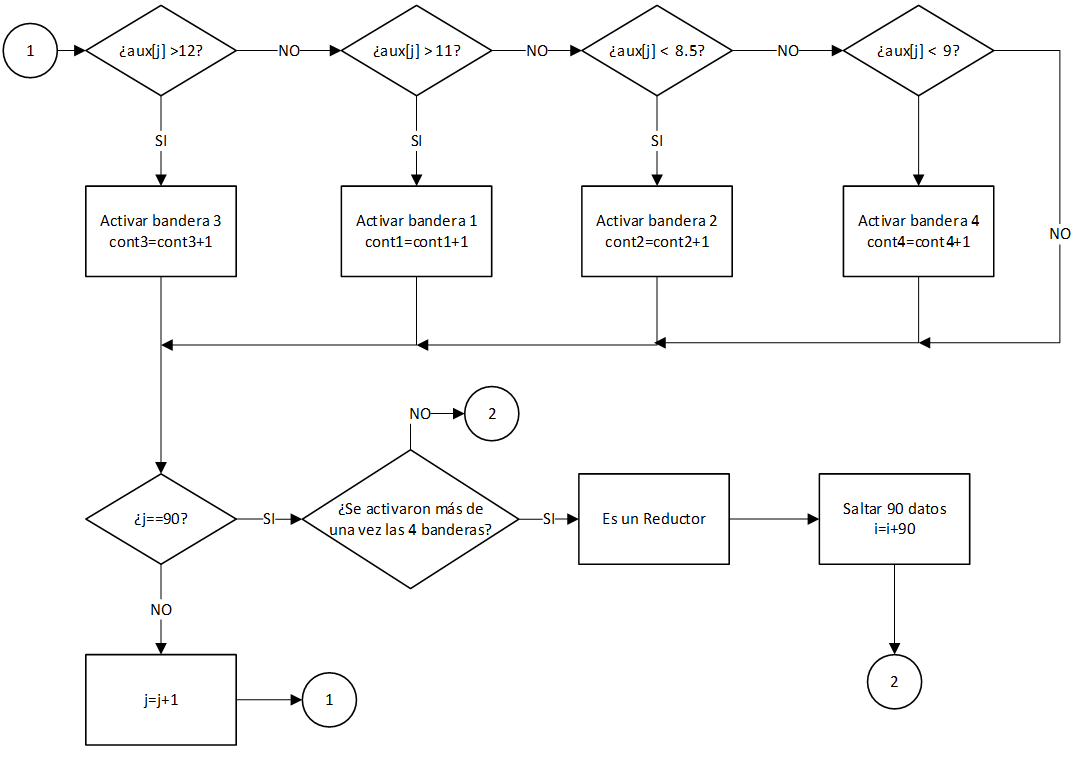 1
¿aux[j] >12?
NO
¿aux[j] >11?
NO
¿aux[j] < 8.5?
NO
¿aux[j] < 9?
SI
SI
SI
NO
Activar bandera 3
cont3=cont3+1
Activar bandera 1
cont1=cont1+1
Activar bandera 2
cont2=cont2+1
Activar bandera 4
cont4=cont4+1
NO
2
¿j==90?
SI
¿Se activaron más de
una vez las 4 banderas?
SI
Es un Reductor
Saltar 90 datos
i=i+90
NO
j=j+1
1
2